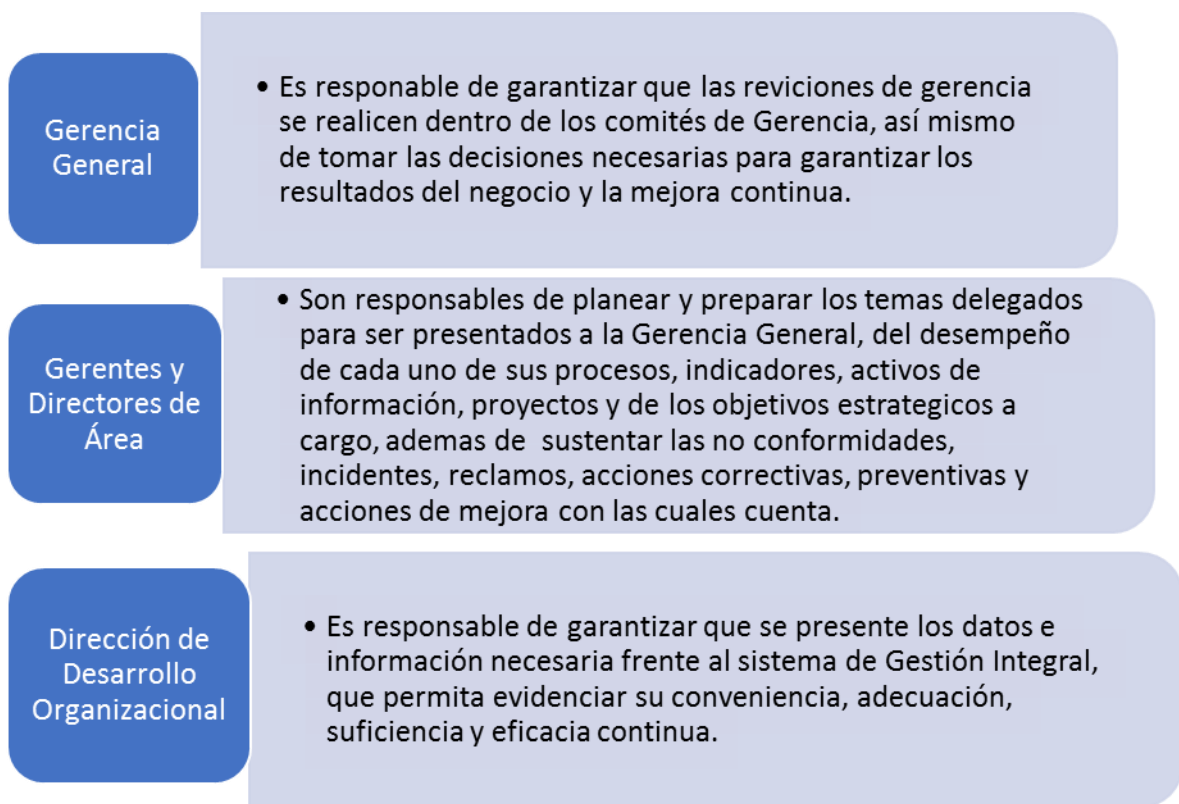 Gerencia
General
• Es responable de garantizar que las reviciones de gerencia
se realicen dentro de los comités de Gerencia, así mismo
de tomar las decisiones necesarias para garantizar los
resultados del negocio y la mejora continua.
Gerentes y
Directores de
Área
• Son responsables de planear y preparar los temas delegados
para ser presentados a la Gerencia General, del desempeño
de cada uno de sus procesos, indicadores, activos de
información, proyectos y de los objetivos estrategicos a
cargo, ademas de  sustentar las no conformidades,
incidentes, reclamos, acciones correctivas, preventivas y
acciones de mejora con las cuales cuenta.
Dirección de
Desarrollo
Organizacional
• Es responsable de garantizar que se presente los datos e
información necesaria frente al sistema de Gestión Integral,
que permita evidenciar su conveniencia, adecuación,
suficiencia y eficacia continua.